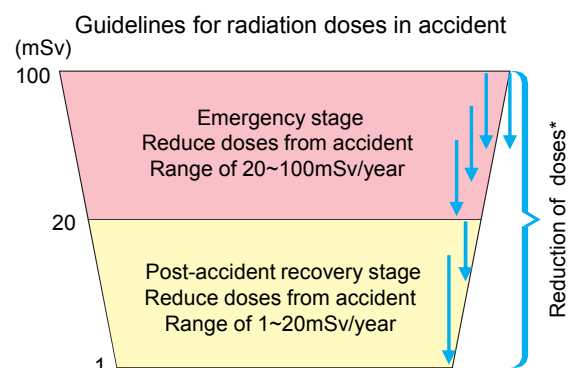 Guidelines for radiation doses in accident
(mSv)
100
Emergency stage
Reduce doses from accident
Range of 20~100mSv/year
20
Post-accident recovery stage
Reduce doses from accident
Range of 1~20mSv/year
1
Reduction of doses*